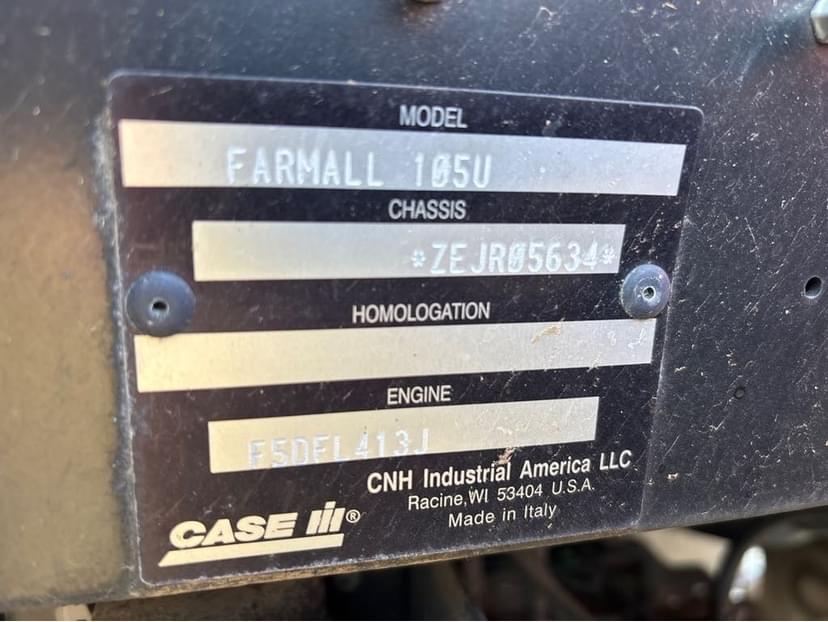 MODEL
FARMALL 105U
CHASSIS
*ZEJR05634*
HOMOLOGATION
ENGINE
F5DFL413J
CNH Industrial America LLC
Racine, WI 53404 U.S.A.
Made in Italy
CASE III®